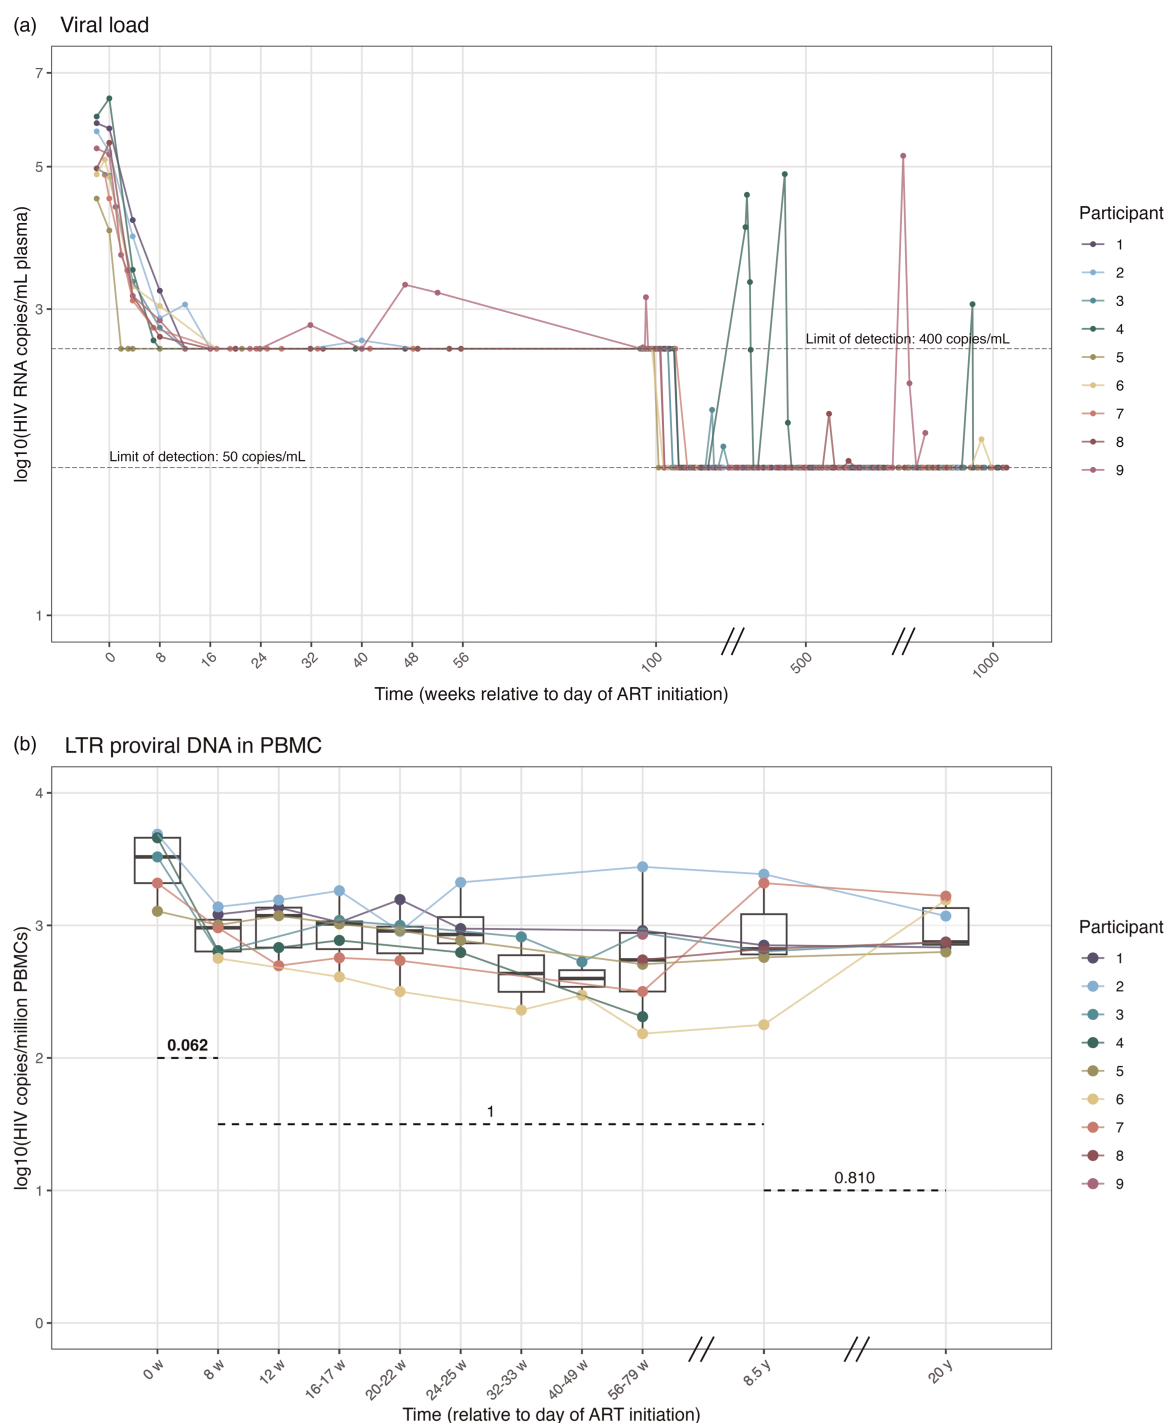 (a) Viral load
log10(HIV RNA copies/mL plasma)
7
5
3
1
Limit of detection: 400 copies/mL
Limit of detection: 50 copies/mL
0 8 16 24 32 40 48 56 100 500 1000
Time (weeks relative to day of ART initiation)
Participant
1
2
3
4
5
6
7
8
9
(b) LTR proviral DNA in PBMC
log10(HIV copies/million PBMCs)
4
3
2
1
0
0.062
1
0.810
0 w 8 w 12 w 16-17 w 20-22 w 24-25 w 32-33 w 40-49 w 56-79 w 8.5 y 20 y
Time (relative to day of ART initiation)
Participant
1
2
3
4
5
6
7
8
9